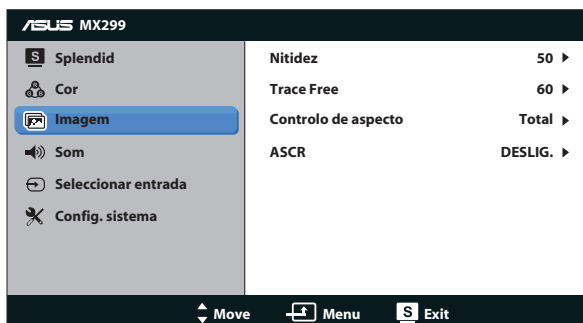 ASUS MX299
S Splendid
Cor
Imagem
Som
Seleccionar entrada
Config. sistema
Nitidez 50
Trace Free 60
Controlo de aspecto Total
ASCR DESLIG.
Move Menu S Exit